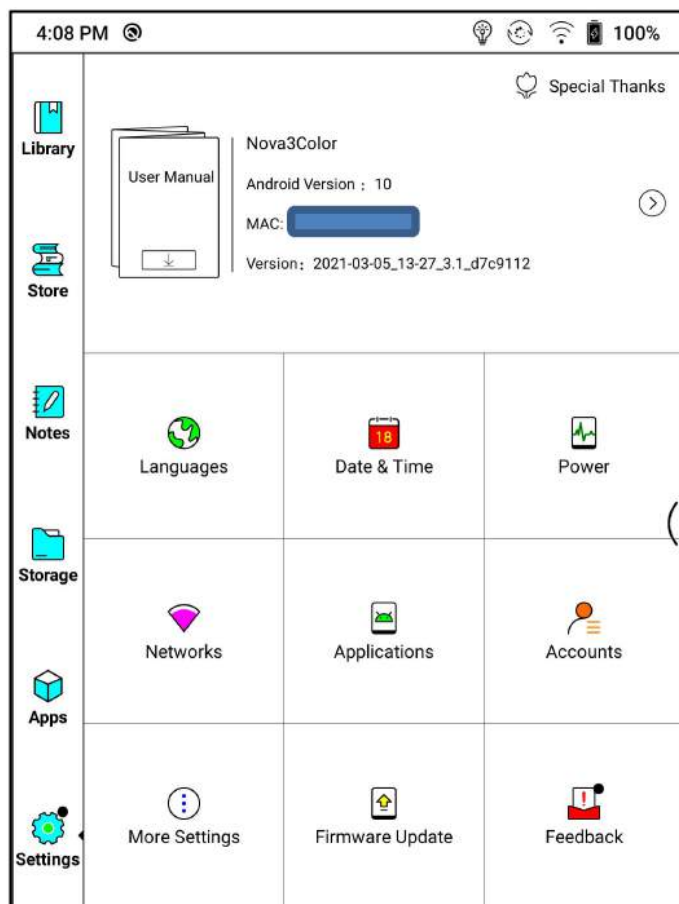 4:08 PM 100%
Special Thanks
Library
Store
Notes
Storage
Apps
Settings
User Manual
Nova3Color
Android Version：10
MAC:
Version：2021-03-05_13-27_3.1_d7c9112
Languages
Date & Time
18
Power
Networks
Applications
Accounts
More Settings
Firmware Update
Feedback